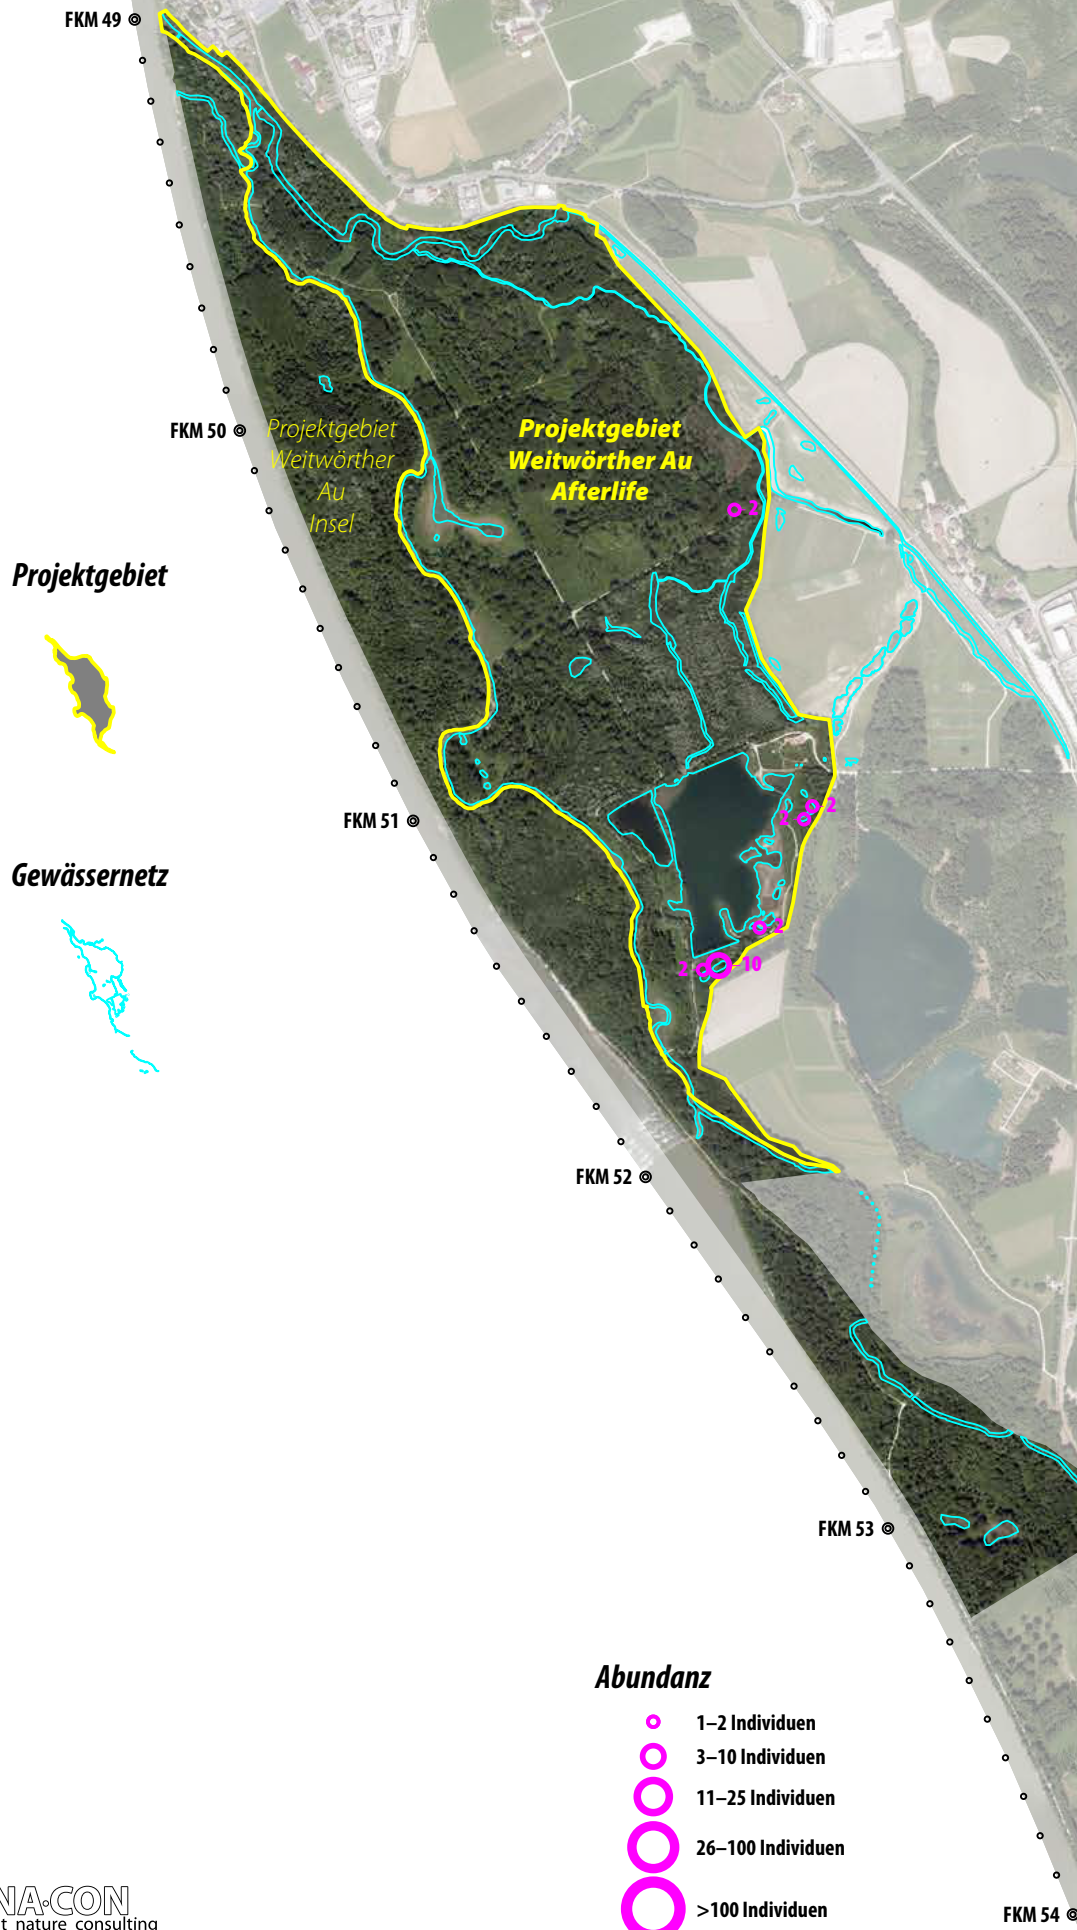 FKM 49
FKM 50
Projektgebiet
Weitwörther
Au
Insel
Projektgebiet
Weitwörther Au
Afterlife
2
Projektgebiet
2
2
FKM 51
Gewässernetz
2
2
10
FKM 52
FKM 53
Abundanz
1–2 Individuen
3–10 Individuen
11–25 Individuen
26–100 Individuen
>100 Individuen
NA·CON
t nature consulting
FKM 54